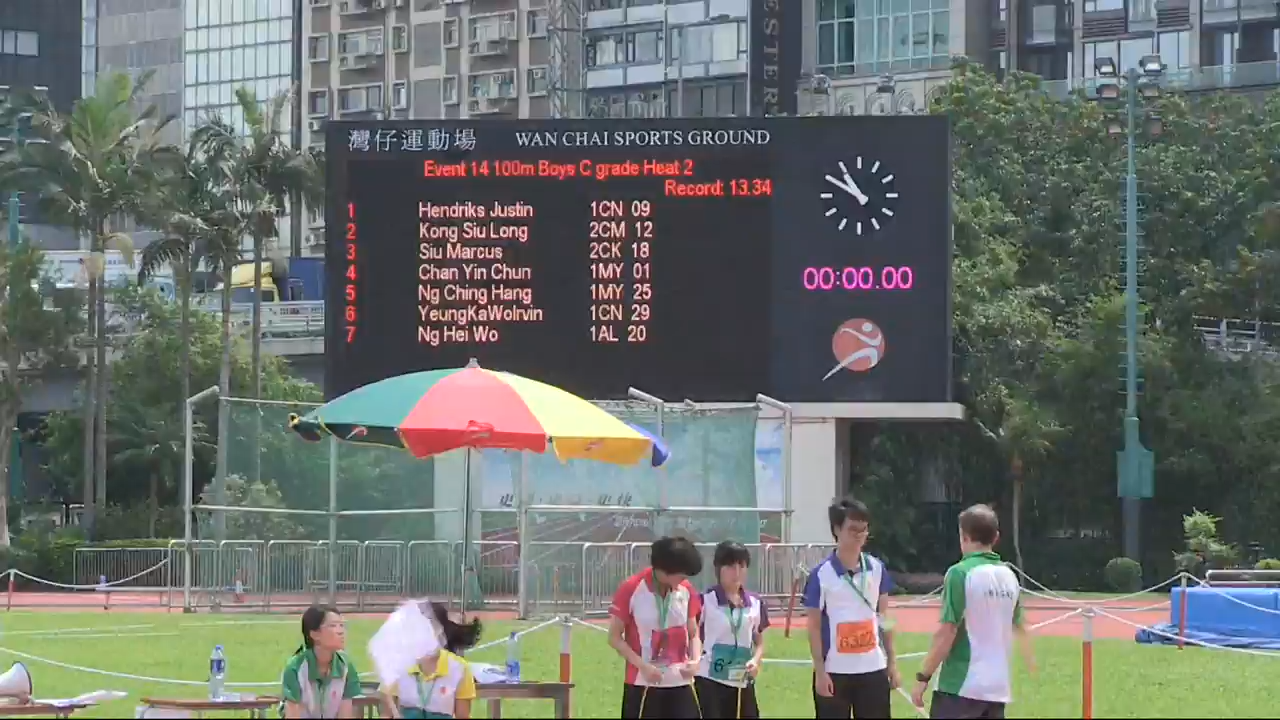 灣仔運動場 WAN CHAI SPORTS GROUND
Event 14 100m Boys C grade Heat 2
Record: 13.34
1 Hendriks Justin 1CN 09
2 Kong Siu Long 2CM 12
3 Siu Marcus 2CK 18
4 Chan Yin Chun 1MY 01
5 Ng Ching Hang 1MY 25
6 YeungKaWolrvin 1CN 29
7 Ng Hei Wo 1AL 20
00:00.00